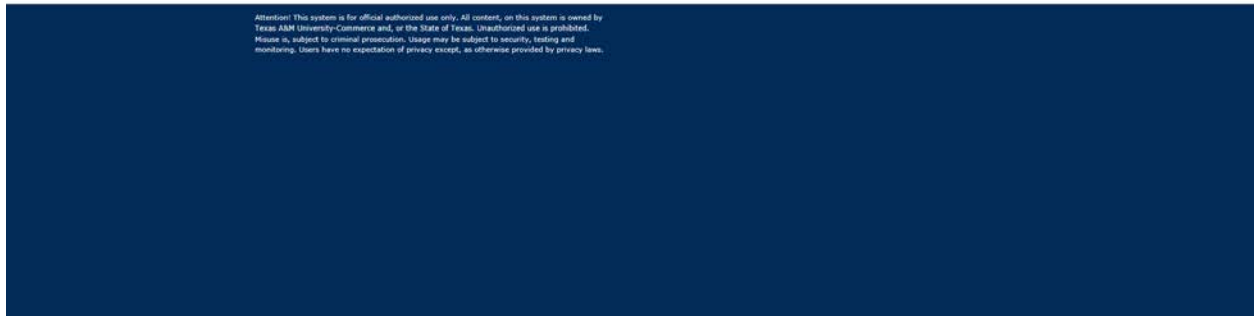 Attention! This system is for official authorized use only. All content, on this system is owned by
Texas A&M University-Commerce and, or the State of Texas. Unauthorized use is prohibited.
Misuse is, subject to criminal prosecution. Usage may be subject to security, testing and
monitoring. Users have no expectation of privacy except, as otherwise provided by privacy laws.